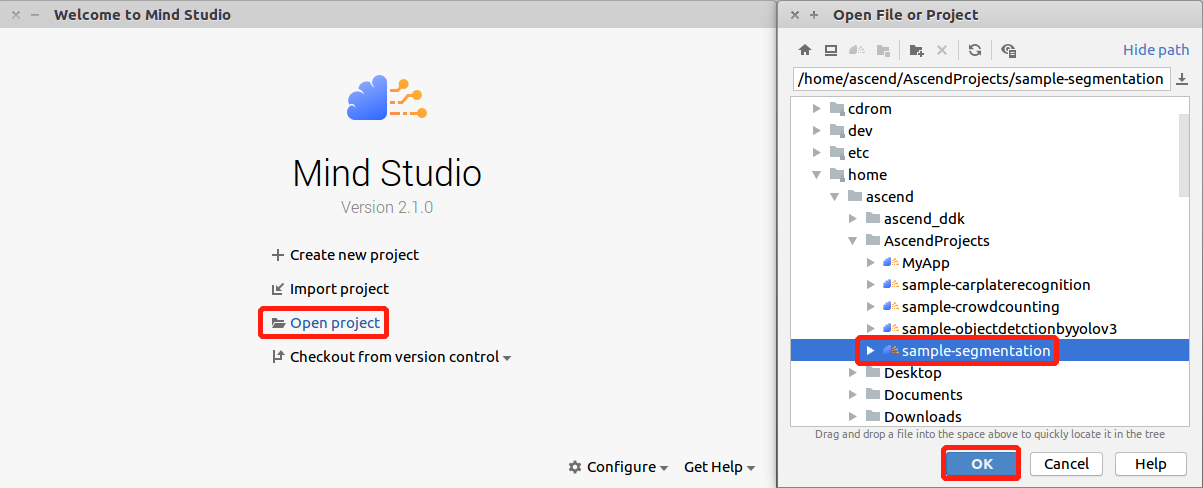 Welcome to Mind Studio
Mind Studio
Version 2.1.0
Create new project
Import project
Open project
Checkout from version control
Configure
Get Help
Open File or Project
Hide path
/home/ascend/AscendProjects/sample-segmentation
cdrom
dev
etc
home
ascend
ascend_ddk
AscendProjects
MyApp
sample-carplaterecognition
sample-crowdcounting
sample-objectdetctionbyyolov3
sample-segmentation
Desktop
Documents
Downloads
Drag and drop a file into the space above to quickly locate it in the tree
OK
Cancel
Help